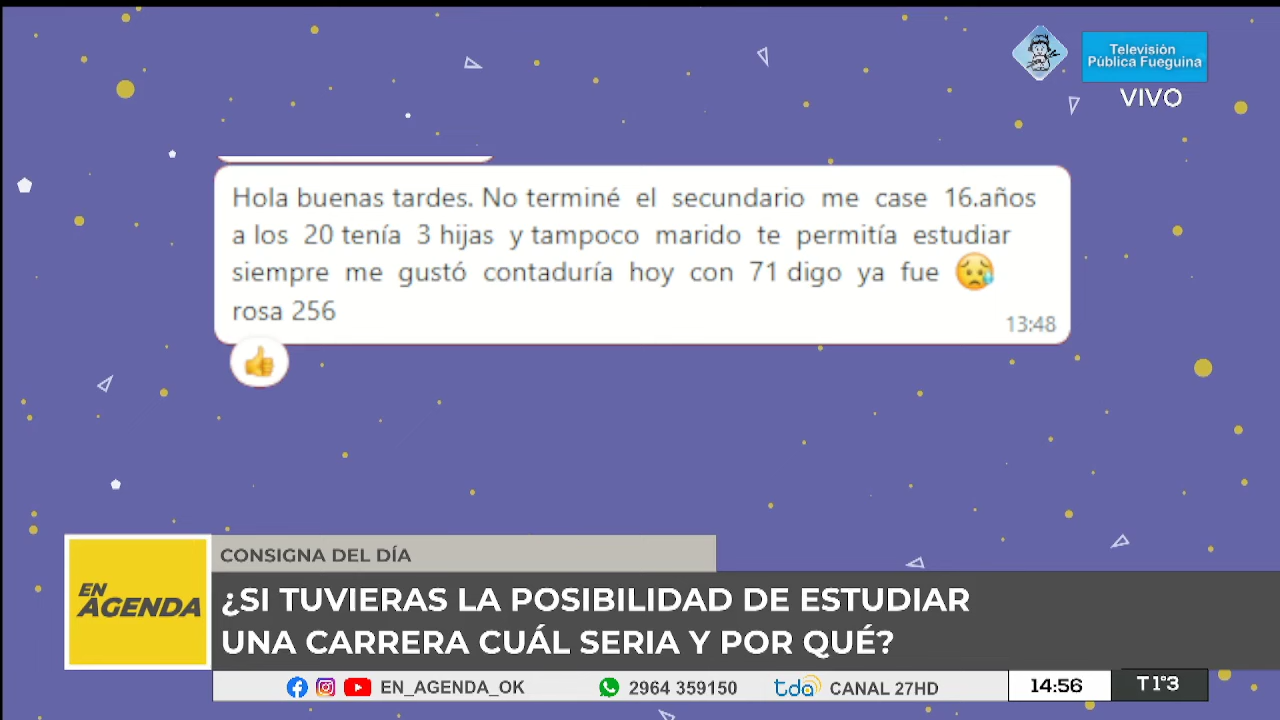 Televisión
Pública Fueguina
VIVO
Hola buenas tardes. No terminé el secundario me case 16.años
a los 20 tenía 3 hijas y tampoco marido te permitía estudiar
siempre me gustó contaduría hoy con 71 digo ya fue 😥
rosa 256
13:48
👍
CONSIGNA DEL DÍA
EN
AGENDA
¿SI TUVIERAS LA POSIBILIDAD DE ESTUDIAR
UNA CARRERA CUÁL SERIA Y POR QUÉ?
EN_AGENDA_OK 2964 359150 tda CANAL 27HD 14:56 T1°3